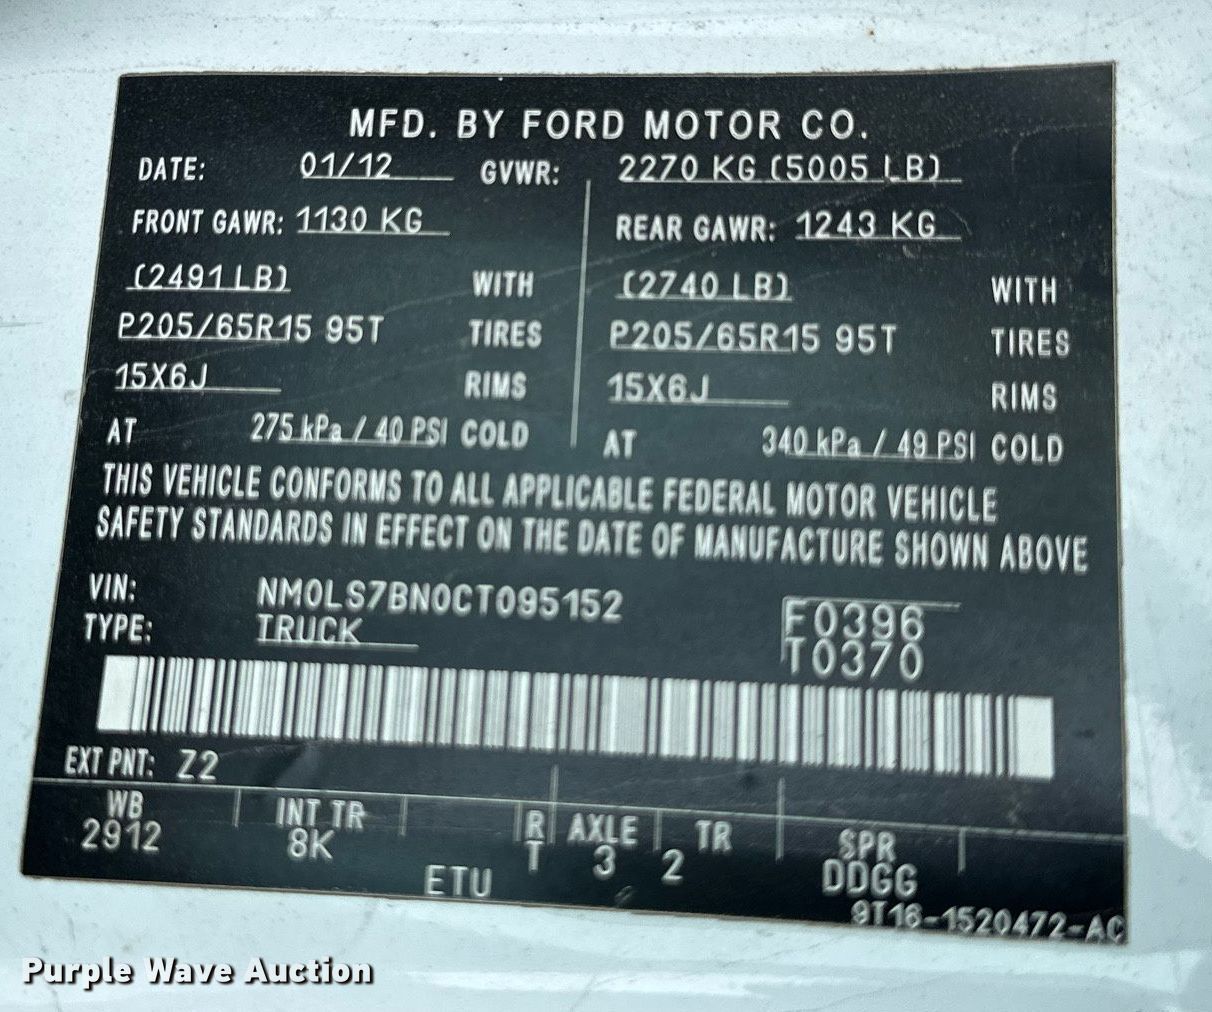 MFD. BY FORD MOTOR CO.
DATE: 01/12 GVWR: 2270 KG (5005 LB)
FRONT GAWR: 1130 KG REAR GAWR: 1243 KG
(2491 LB) WITH (2740 LB) WITH
P205/65R15 95T TIRES P205/65R15 95T TIRES
15X6J RIMS 15X6J RIMS
AT 275 kPa / 40 PSI COLD AT 340 kPa / 49 PSI COLD
THIS VEHICLE CONFORMS TO ALL APPLICABLE FEDERAL MOTOR VEHICLE
SAFETY STANDARDS IN EFFECT ON THE DATE OF MANUFACTURE SHOWN ABOVE
VIN: NM0LS7BN0CT095152 F0396
TYPE: TRUCK T0370
EXT PNT: Z2
WB INT TR R AXLE TR SPR
2912 8K T 3 2 DDGG
ETU
9T16-1520472-AC
Purple Wave Auction